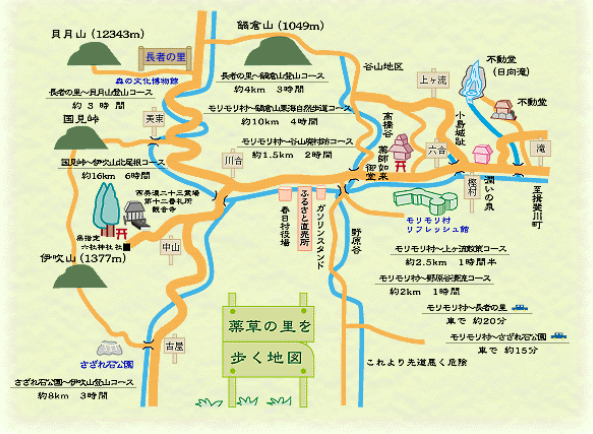 貝月山 (12343m)
鍋倉山 (1049m)
長者の里
森の文化博物館
谷山地区
上ヶ流
不動堂
(日向滝)
不動堂
長者の里～貝月山登山コース
約3時間
長者の里～鍋倉山登山コース
約4km 3時間
国見峠
美束
モリモリ村～鍋倉山東海自然歩道コース
約10km 4時間
高橋谷
小島城趾
モリモリ村～谷山廃村跡コース
約1.5km 2時間
薬師如来
六合
滝
国見峠～伊吹山北尾根コース
約16km 6時間
川合
御堂
樫村
潤いの泉
至揖斐川町
西美濃二十三霊場
第十二番札所
観音寺
県指定
六社神社 社
春日村役場
ふるさと直売所
ガソリンスタンド
モリモリ村
リフレッシュ館
野原谷
中山
伊吹山 (1377m)
モリモリ村～上ヶ流散策コース
約2.5km 1時間半
モリモリ村～野原谷渓流コース
約2km 1時間
モリモリ村～長者の里
車で 約20分
モリモリ村～さざれ石公園
車で 約15分
薬草の里を
歩く地図
古屋
さざれ石公園
これより先道悪く危険
さざれ石公園～伊吹山登山コース
約8km 3時間